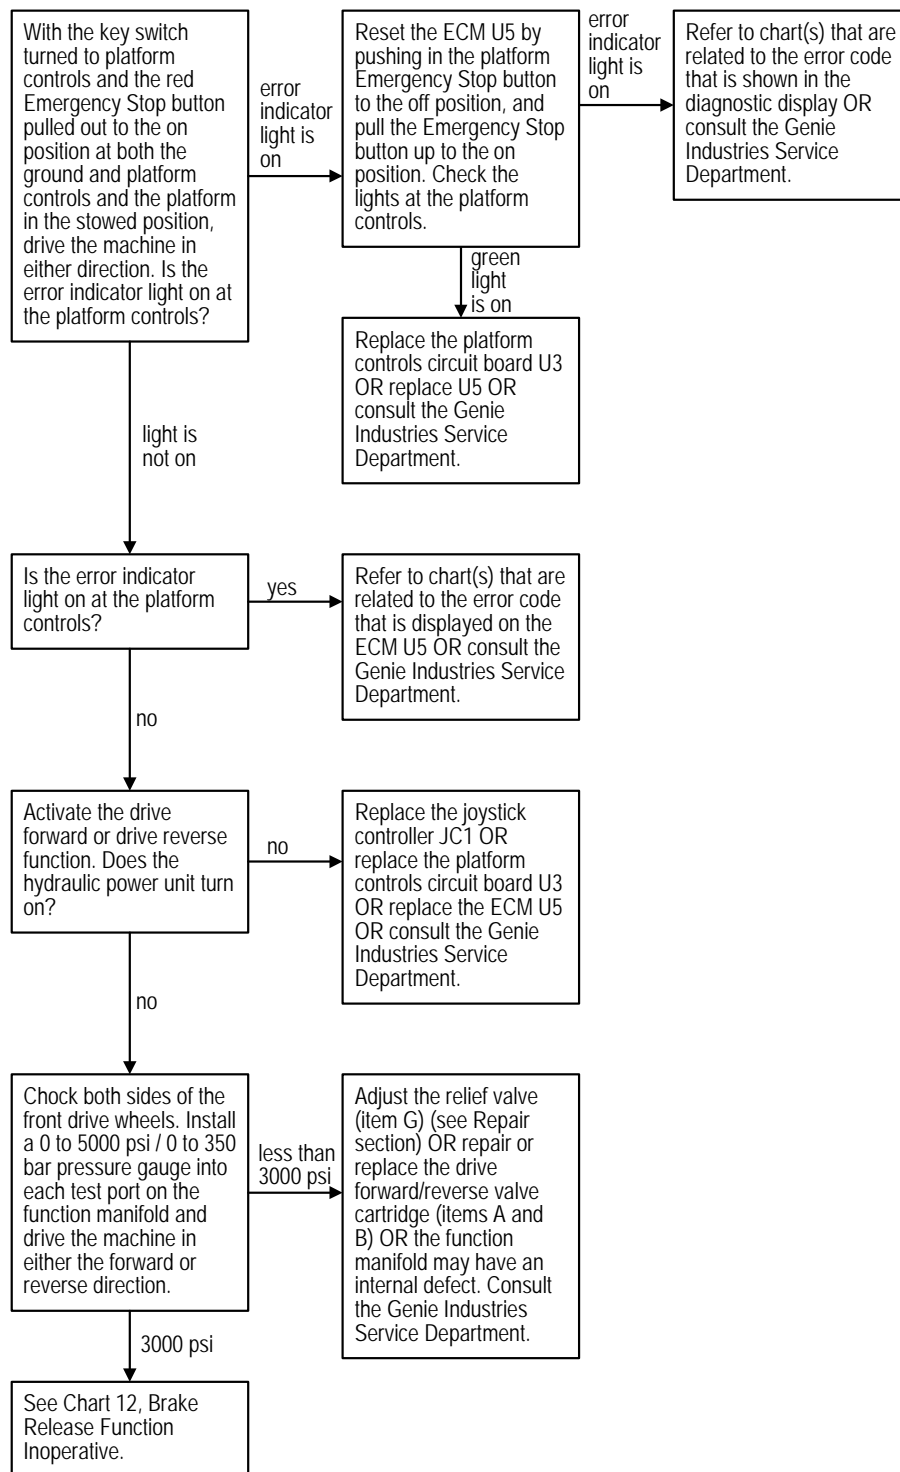 With the key switch
turned to platform
controls and the red
Emergency Stop button
pulled out to the on
position at both the
ground and platform
controls and the platform
in the stowed position,
drive the machine in
either direction. Is the
error indicator light on at
the platform controls?
error
indicator
light is
on
Reset the ECM U5 by
pushing in the platform
Emergency Stop button
to the off position, and
pull the Emergency Stop
button up to the on
position. Check the
lights at the platform
controls.
error
indicator
light is
on
Refer to chart(s) that are
related to the error code
that is shown in the
diagnostic display OR
consult the Genie
Industries Service
Department.
green
light
is on
Replace the platform
controls circuit board U3
OR replace U5 OR
consult the Genie
Industries Service
Department.
light is
not on
Is the error indicator
light on at the platform
controls?
yes
Refer to chart(s) that are
related to the error code
that is displayed on the
ECM U5 OR consult the
Genie Industries Service
Department.
no
Activate the drive
forward or drive reverse
function. Does the
hydraulic power unit turn
on?
no
Replace the joystick
controller JC1 OR
replace the platform
controls circuit board U3
OR replace the ECM U5
OR consult the Genie
Industries Service
Department.
no
Chock both sides of the
front drive wheels. Install
a 0 to 5000 psi / 0 to 350
bar pressure gauge into
each test port on the
function manifold and
drive the machine in
either the forward or
reverse direction.
less than
3000 psi
Adjust the relief valve
(item G) (see Repair
section) OR repair or
replace the drive
forward/reverse valve
cartridge (items A and
B) OR the function
manifold may have an
internal defect. Consult
the Genie Industries
Service Department.
3000 psi
See Chart 12, Brake
Release Function
Inoperative.